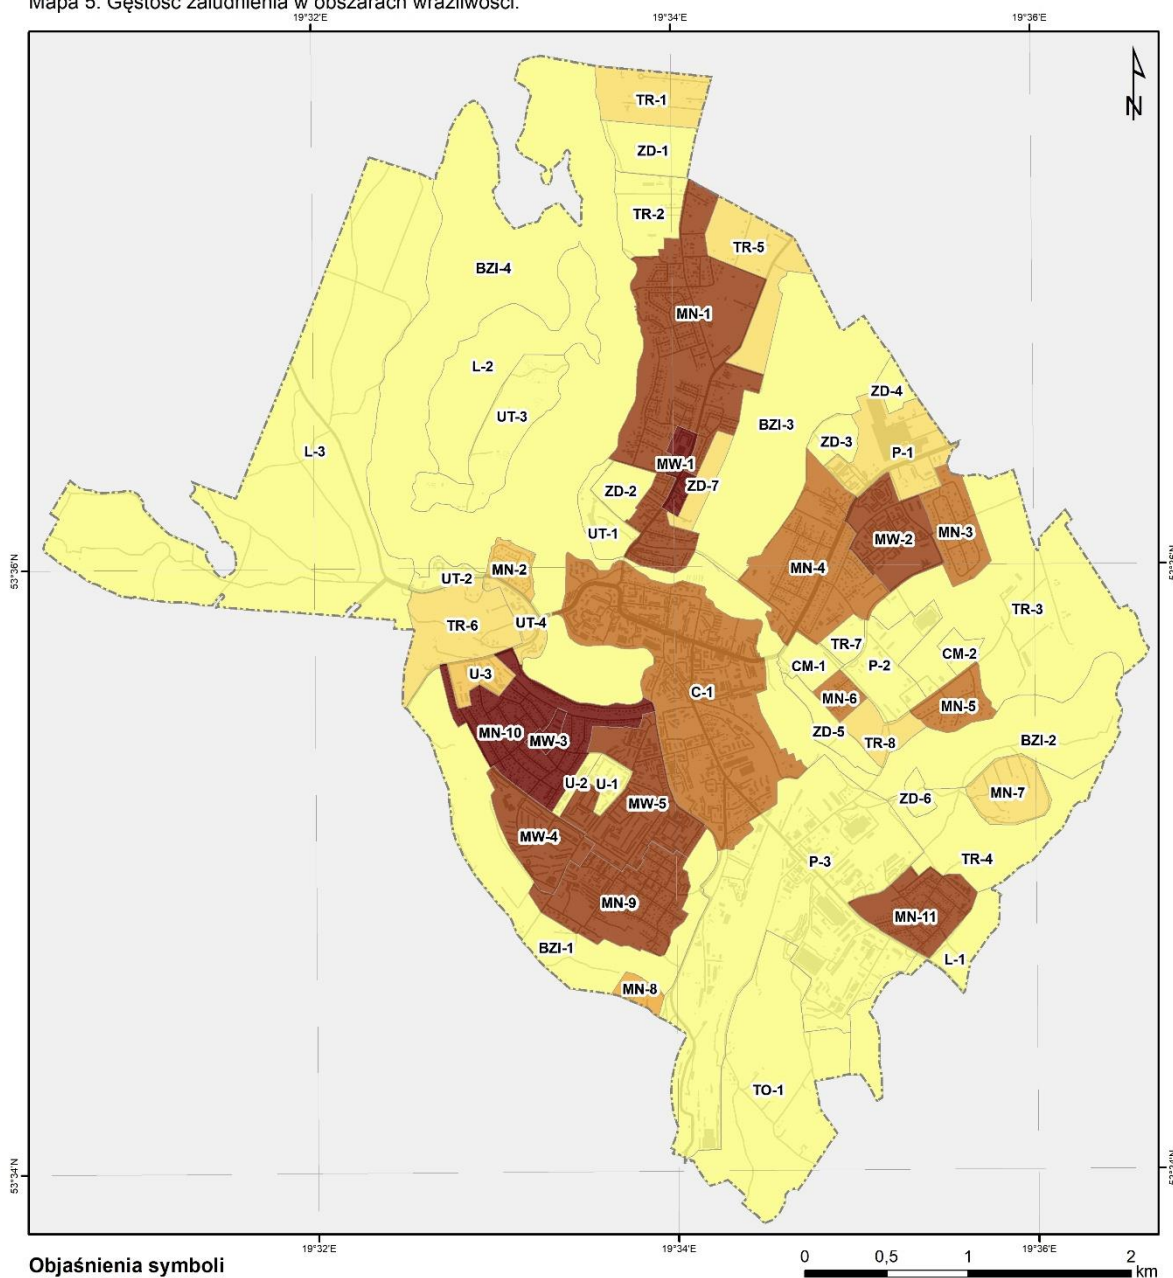 Mapa 5. Gęstość zaludnienia w obszarach wrażliwości.
19°32'E 19°34'E 19°36'E
N
TR-1
ZD-1
TR-2
TR-5
BZI-4
MN-1
L-2
ZD-4
UT-3
BZI-3
ZD-3
L-3
P-1
MW-1
ZD-7
ZD-2
UT-1
MW-2
MN-3
53°36'N
MN-2
MN-4
UT-2
TR-3
TR-6
UT-4
TR-7
CM-2
CM-1
P-2
U-3
C-1
MN-6
MN-5
MN-10
MW-3
ZD-5
TR-8
BZI-2
U-2
U-1
MN-7
MW-5
ZD-6
MW-4
P-3
TR-4
MN-9
MN-11
BZI-1
L-1
MN-8
TO-1
53°34'N
19°32'E 19°34'E 19°36'E
Objaśnienia symboli
0 0,5 1 2
km